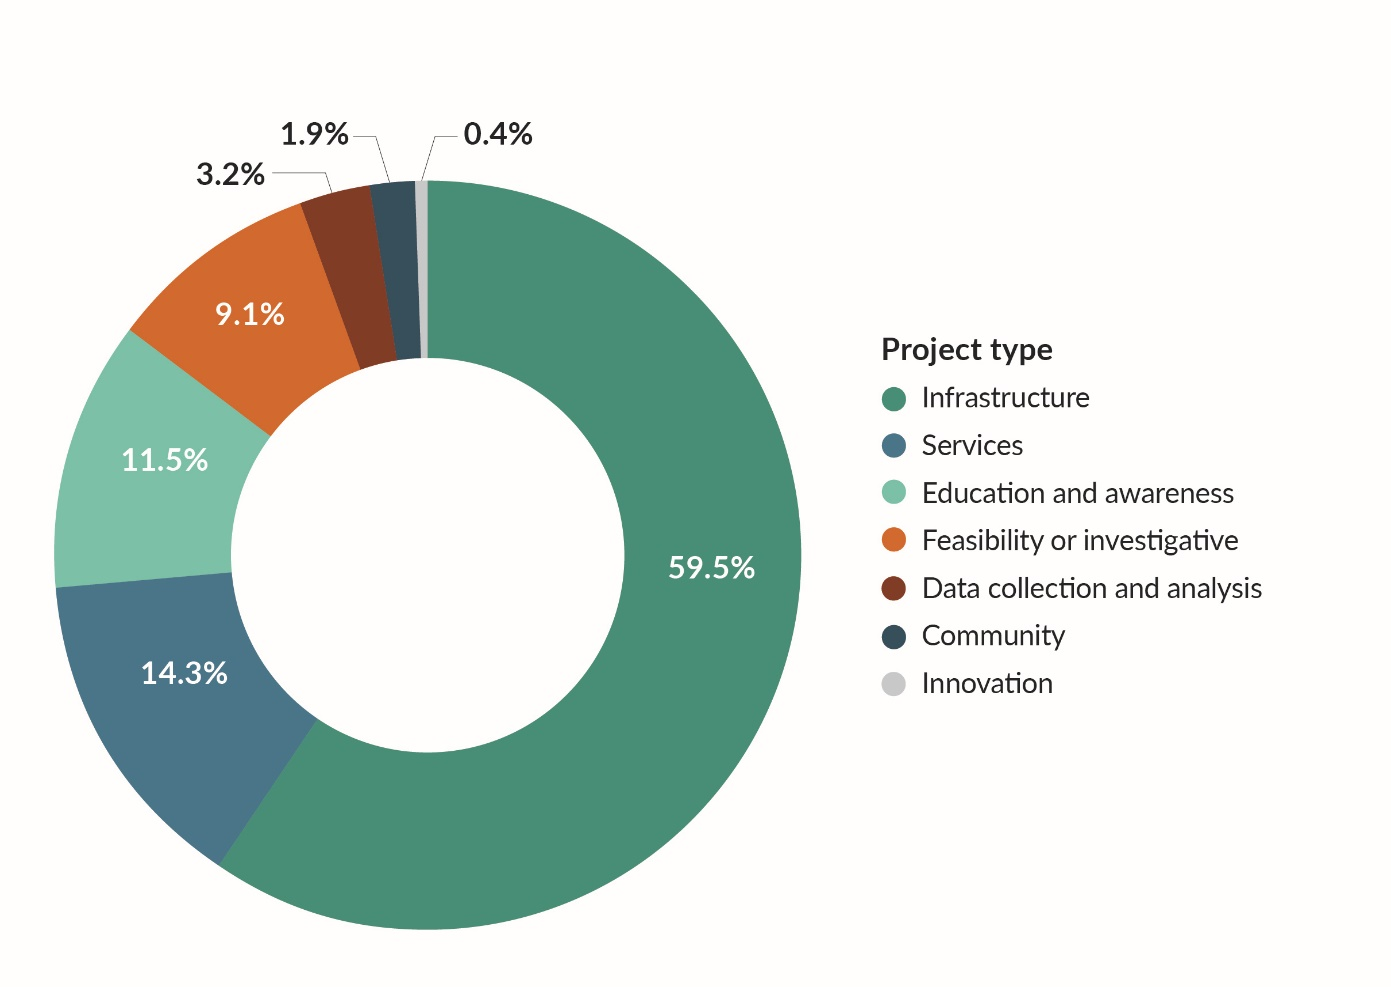 1.9%
0.4%
3.2%
9.1%
11.5%
59.5%
14.3%
Project type
Infrastructure
Services
Education and awareness
Feasibility or investigative
Data collection and analysis
Community
Innovation